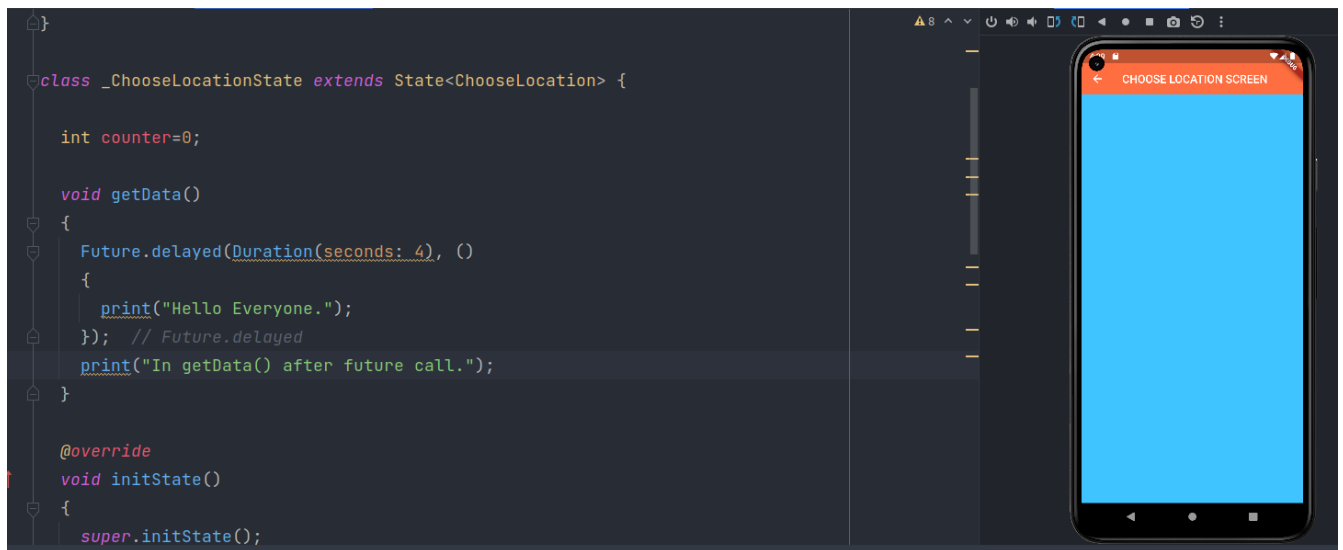 }
8
class _ChooseLocationState extends State<ChooseLocation> {
int counter=0;
void getData()
{
Future.delayed(Duration(seconds: 4), ()
{
print("Hello Everyone.");
}); // Future.delayed
print("In getData() after future call.");
}
@override
void initState()
{
super.initState();
CHOOSE LOCATION SCREEN